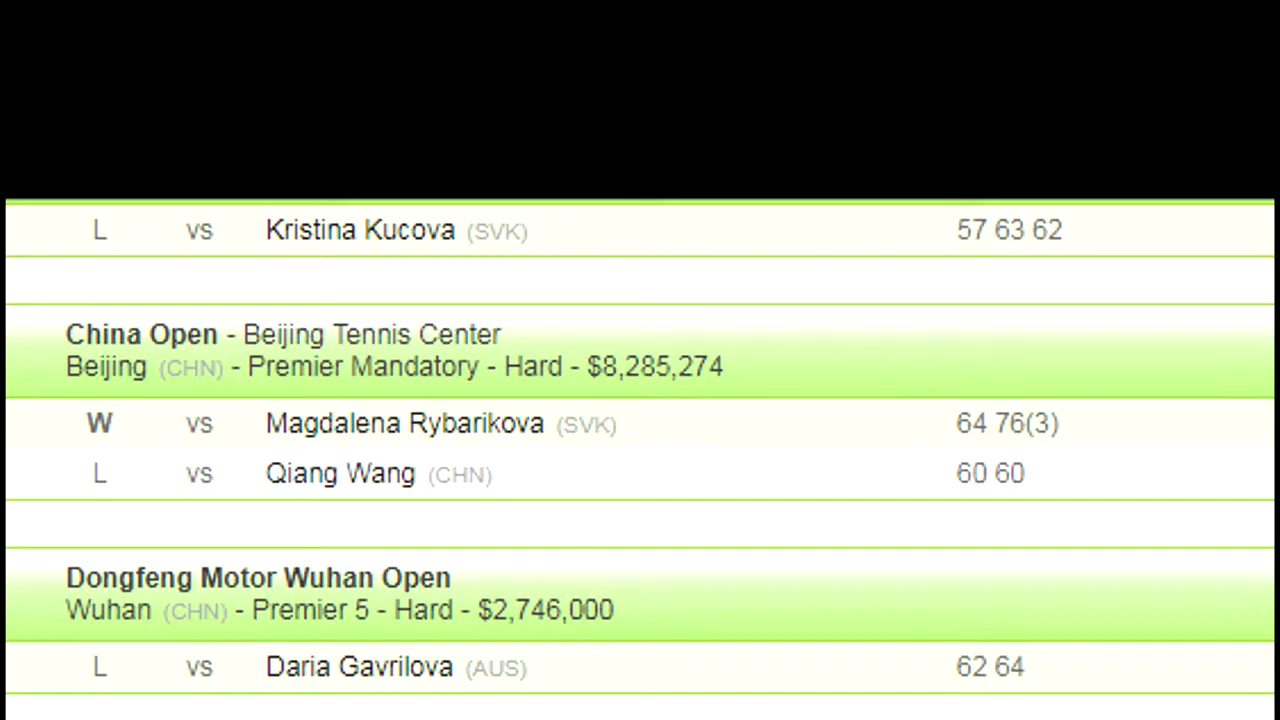 L vs Kristina Kucova (SVK) 57 63 62
China Open - Beijing Tennis Center
Beijing (CHN) - Premier Mandatory - Hard - $8,285,274
W vs Magdalena Rybarikova (SVK) 64 76(3)
L vs Qiang Wang (CHN) 60 60
Dongfeng Motor Wuhan Open
Wuhan (CHN) - Premier 5 - Hard - $2,746,000
L vs Daria Gavrilova (AUS) 62 64